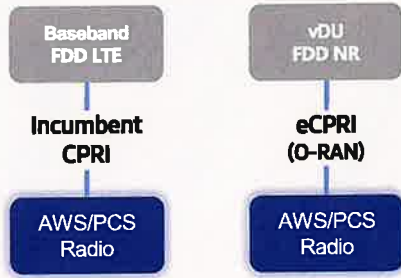 Baseband
FDD LTE
Incumbent
CPRI
AWS/PCS
Radio
vDU
FDD NR
eCPRI
(O-RAN)
AWS/PCS
Radio